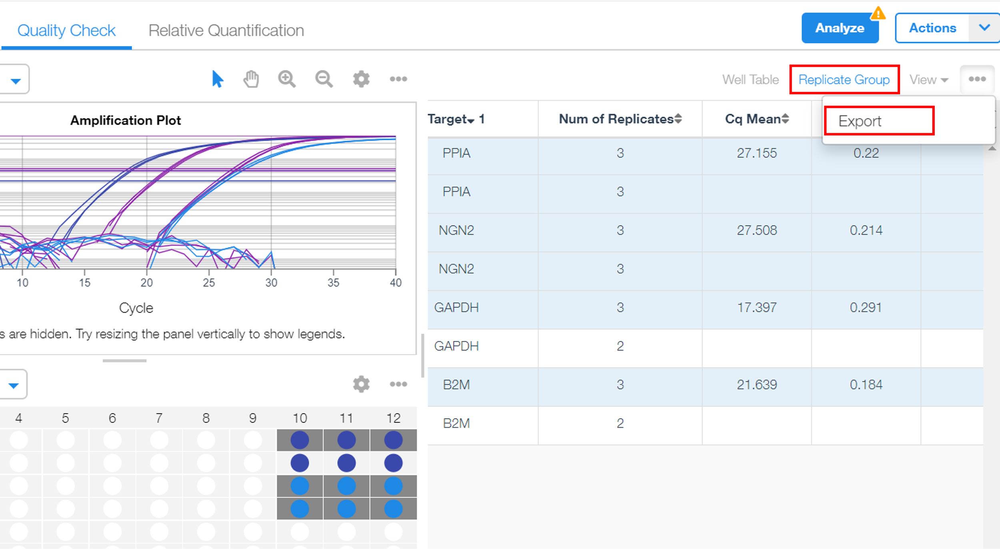 Quality Check Relative Quantification Analyze Actions
Well Table Replicate Group View
Export
Amplification Plot
10 15 20 25 30 35 40
Cycle
s are hidden. Try resizing the panel vertically to show legends.
4 5 6 7 8 9 10 11 12
Target 1 Num of Replicates Cq Mean
PPIA 3 27.155 0.22
PPIA 3
NGN2 3 27.508 0.214
NGN2 3
GAPDH 3 17.397 0.291
GAPDH 2
B2M 3 21.639 0.184
B2M 2